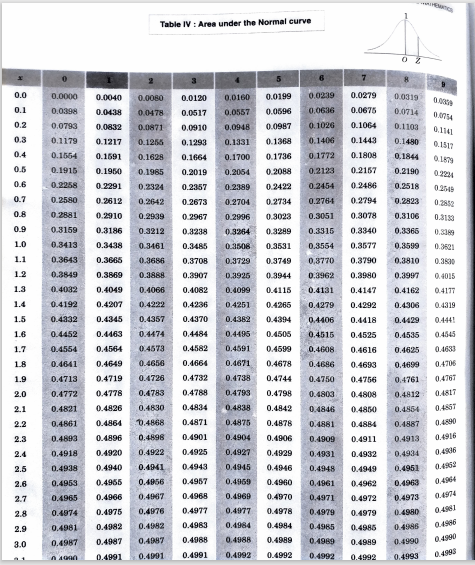 MATHEMATICS
Table IV : Area under the Normal curve
1
0 Z
x 0 1 2 3 4 5 6 7 8 9
0.0 0.0000 0.0040 0.0080 0.0120 0.0160 0.0199 0.0239 0.0279 0.0319 0.0359
0.1 0.0398 0.0438 0.0478 0.0517 0.0557 0.0596 0.0636 0.0675 0.0714 0.0754
0.2 0.0793 0.0832 0.0871 0.0910 0.0948 0.0987 0.1026 0.1064 0.1103 0.1141
0.3 0.1179 0.1217 0.1255 0.1293 0.1331 0.1368 0.1406 0.1443 0.1480 0.1517
0.4 0.1554 0.1591 0.1628 0.1664 0.1700 0.1736 0.1772 0.1808 0.1844 0.1879
0.5 0.1915 0.1950 0.1985 0.2019 0.2054 0.2088 0.2123 0.2157 0.2190 0.2224
0.6 0.2258 0.2291 0.2324 0.2357 0.2389 0.2422 0.2454 0.2486 0.2518 0.2549
0.7 0.2580 0.2612 0.2642 0.2673 0.2704 0.2734 0.2764 0.2794 0.2823 0.2852
0.8 0.2881 0.2910 0.2939 0.2967 0.2996 0.3023 0.3051 0.3078 0.3106 0.3133
0.9 0.3159 0.3186 0.3212 0.3238 0.3264 0.3289 0.3315 0.3340 0.3365 0.3389
1.0 0.3413 0.3438 0.3461 0.3485 0.3508 0.3531 0.3554 0.3577 0.3599 0.3621
1.1 0.3643 0.3665 0.3686 0.3708 0.3729 0.3749 0.3770 0.3790 0.3810 0.3830
1.2 0.3849 0.3869 0.3888 0.3907 0.3925 0.3944 0.3962 0.3980 0.3997 0.4015
1.3 0.4032 0.4049 0.4066 0.4082 0.4099 0.4115 0.4131 0.4147 0.4162 0.4177
1.4 0.4192 0.4207 0.4222 0.4236 0.4251 0.4265 0.4279 0.4292 0.4306 0.4319
1.5 0.4332 0.4345 0.4357 0.4370 0.4382 0.4394 0.4406 0.4418 0.4429 0.4441
1.6 0.4452 0.4463 0.4474 0.4484 0.4495 0.4505 0.4515 0.4525 0.4535 0.4545
1.7 0.4554 0.4564 0.4573 0.4582 0.4591 0.4599 0.4608 0.4616 0.4625 0.4633
1.8 0.4641 0.4649 0.4656 0.4664 0.4671 0.4678 0.4686 0.4693 0.4699 0.4706
1.9 0.4713 0.4719 0.4726 0.4732 0.4738 0.4744 0.4750 0.4756 0.4761 0.4767
2.0 0.4772 0.4778 0.4783 0.4788 0.4793 0.4798 0.4803 0.4808 0.4812 0.4817
2.1 0.4821 0.4826 0.4830 0.4834 0.4838 0.4842 0.4846 0.4850 0.4854 0.4857
2.2 0.4861 0.4864 0.4868 0.4871 0.4875 0.4878 0.4881 0.4884 0.4887 0.4890
2.3 0.4893 0.4896 0.4898 0.4901 0.4904 0.4906 0.4909 0.4911 0.4913 0.4916
2.4 0.4918 0.4920 0.4922 0.4925 0.4927 0.4929 0.4931 0.4932 0.4934 0.4936
2.5 0.4938 0.4940 0.4941 0.4943 0.4945 0.4946 0.4948 0.4949 0.4951 0.4952
2.6 0.4953 0.4955 0.4956 0.4957 0.4959 0.4960 0.4961 0.4962 0.4963 0.4964
2.7 0.4965 0.4966 0.4967 0.4968 0.4969 0.4970 0.4971 0.4972 0.4973 0.4974
2.8 0.4974 0.4975 0.4976 0.4977 0.4977 0.4978 0.4979 0.4979 0.4980 0.4981
2.9 0.4981 0.4982 0.4982 0.4983 0.4984 0.4984 0.4985 0.4985 0.4986 0.4986
3.0 0.4987 0.4987 0.4987 0.4988 0.4988 0.4989 0.4989 0.4989 0.4990 0.4990
3.1 0.4990 0.4991 0.4991 0.4991 0.4992 0.4992 0.4992 0.4992 0.4993 0.4993